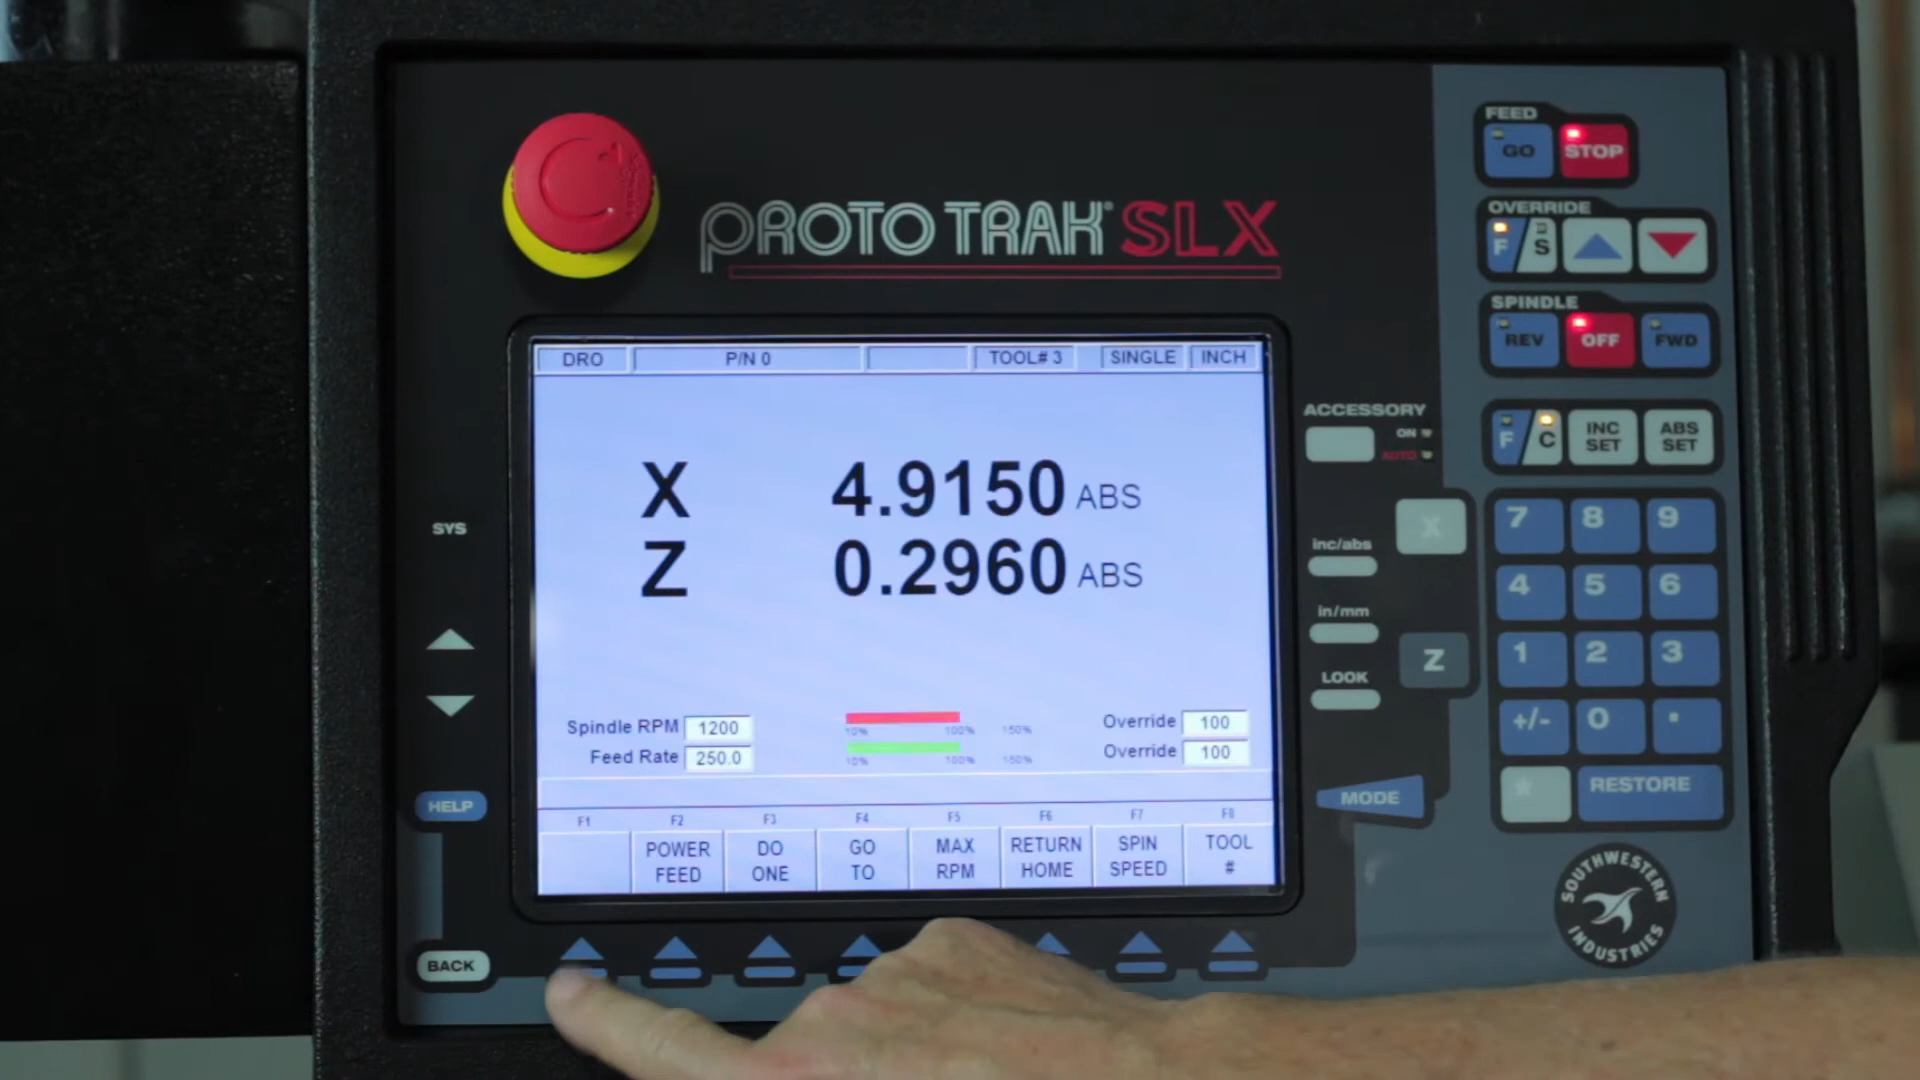 PROTO TRAK® SLX
DRO
P/N 0
TOOL# 3
SINGLE
INCH
X 4.9150 ABS
Z 0.2960 ABS
Spindle RPM 1200
10% 100% 150%
Override 100
Feed Rate 250.0
10% 100% 150%
Override 100
F1 F2 F3 F4 F5 F6 F7 F8
POWER FEED
DO ONE
GO TO
MAX RPM
RETURN HOME
SPIN SPEED
TOOL #
SYS
HELP
BACK
ACCESSORY
ON
AUTO
inc/abs
in/mm
LOOK
X
Z
MODE
FEED
GO STOP
OVERRIDE
F S
SPINDLE
REV OFF FWD
F C
INC SET
ABS SET
7 8 9
4 5 6
1 2 3
+/- 0 .
* RESTORE
SOUTHWESTERN
INDUSTRIES